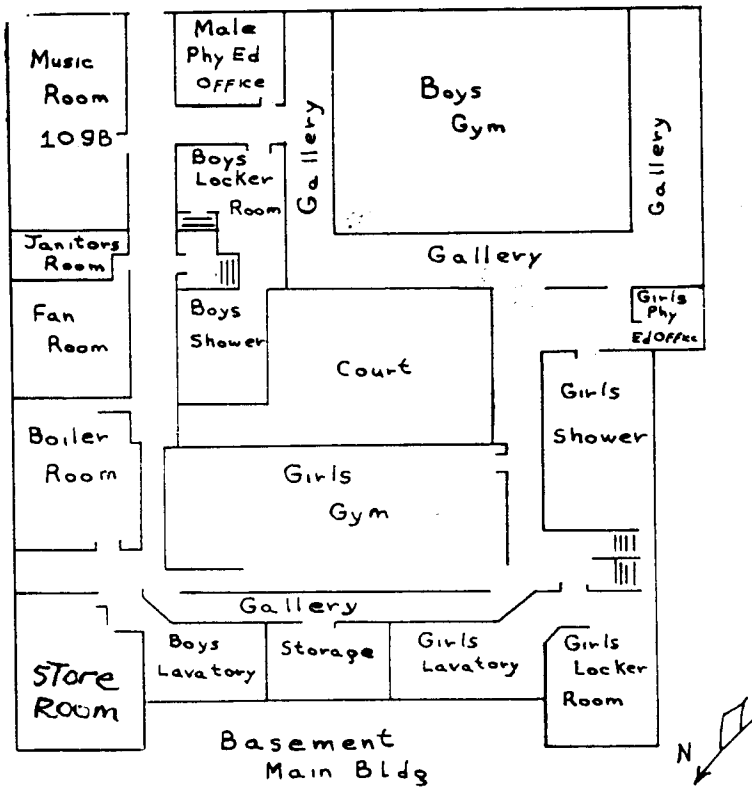 Music
Room
109B
Male
Phy Ed
OFFicE
Gallery
Boys
Gym
Gallery
Boys
Locker
Room
Gallery
Janitors
Room
Fan
Room
Boys
Shower
Court
Girls
Phy
Ed Office
Girls
Shower
Boiler
Room
Girls
Gym
Gallery
Boys
Lavatory
Storage
Girls
Lavatory
Girls
Locker
Room
STore
ROOM
Basement
Main Bldg
N